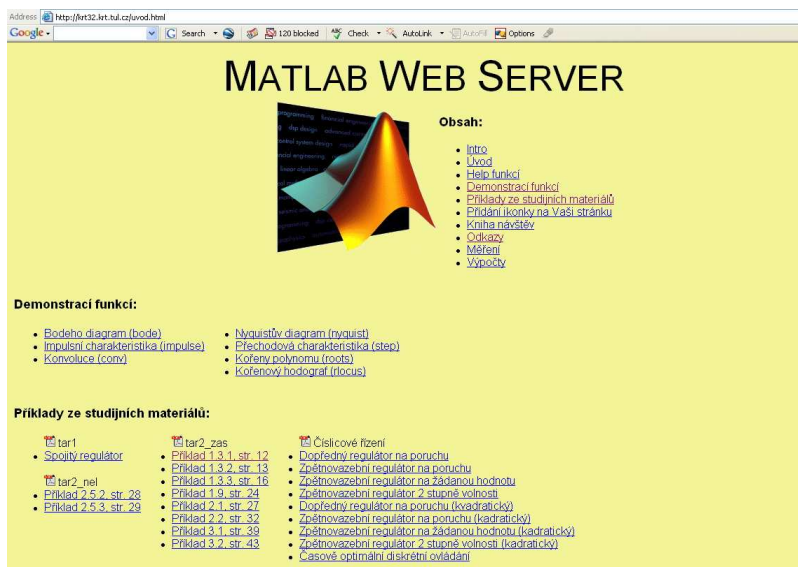 Address http://krt32.krt.tul.cz/uvod.html
Google Search 120 blocked Check AutoLink AutoFill Options
MATLAB WEB SERVER
Obsah:
Intro
Úvod
Help funkcí
Demonstrací funkcí
Příklady ze studijních materiálů
Přidání ikonky na Vaši stránku
Kniha návštěv
Odkazy
Měření
Výpočty
Demonstrací funkcí:
Bodeho diagram (bode)
Impulsní charakteristika (impulse)
Konvoluce (conv)
Nyquistův diagram (nyquist)
Přechodová charakteristika (step)
Kořeny polynomu (roots)
Kořenový hodograf (rlocus)
Příklady ze studijních materiálů:
tar1
Spojitý regulátor
tar2_nel
Příklad 2.5.2, str. 28
Příklad 2.5.3, str. 29
tar2_zas
Příklad 1.3.1, str. 12
Příklad 1.3.2, str. 13
Příklad 1.3.3, str. 16
Příklad 1.9, str. 24
Příklad 2.1, str. 27
Příklad 2.2, str. 32
Příklad 3.1, str. 39
Příklad 3.2, str. 43
Číslicové řízení
Dopředný regulátor na poruchu
Zpětnovazební regulátor na poruchu
Zpětnovazební regulátor na žádanou hodnotu
Zpětnovazební regulátor 2 stupně volnosti
Dopředný regulátor na poruchu (kvadratický)
Zpětnovazební regulátor na poruchu (kadratický)
Zpětnovazební regulátor na žádanou hodnotu (kadratický)
Zpětnovazební regulátor 2 stupně volnosti (kadratický)
Časově optimální diskrétní ovládání